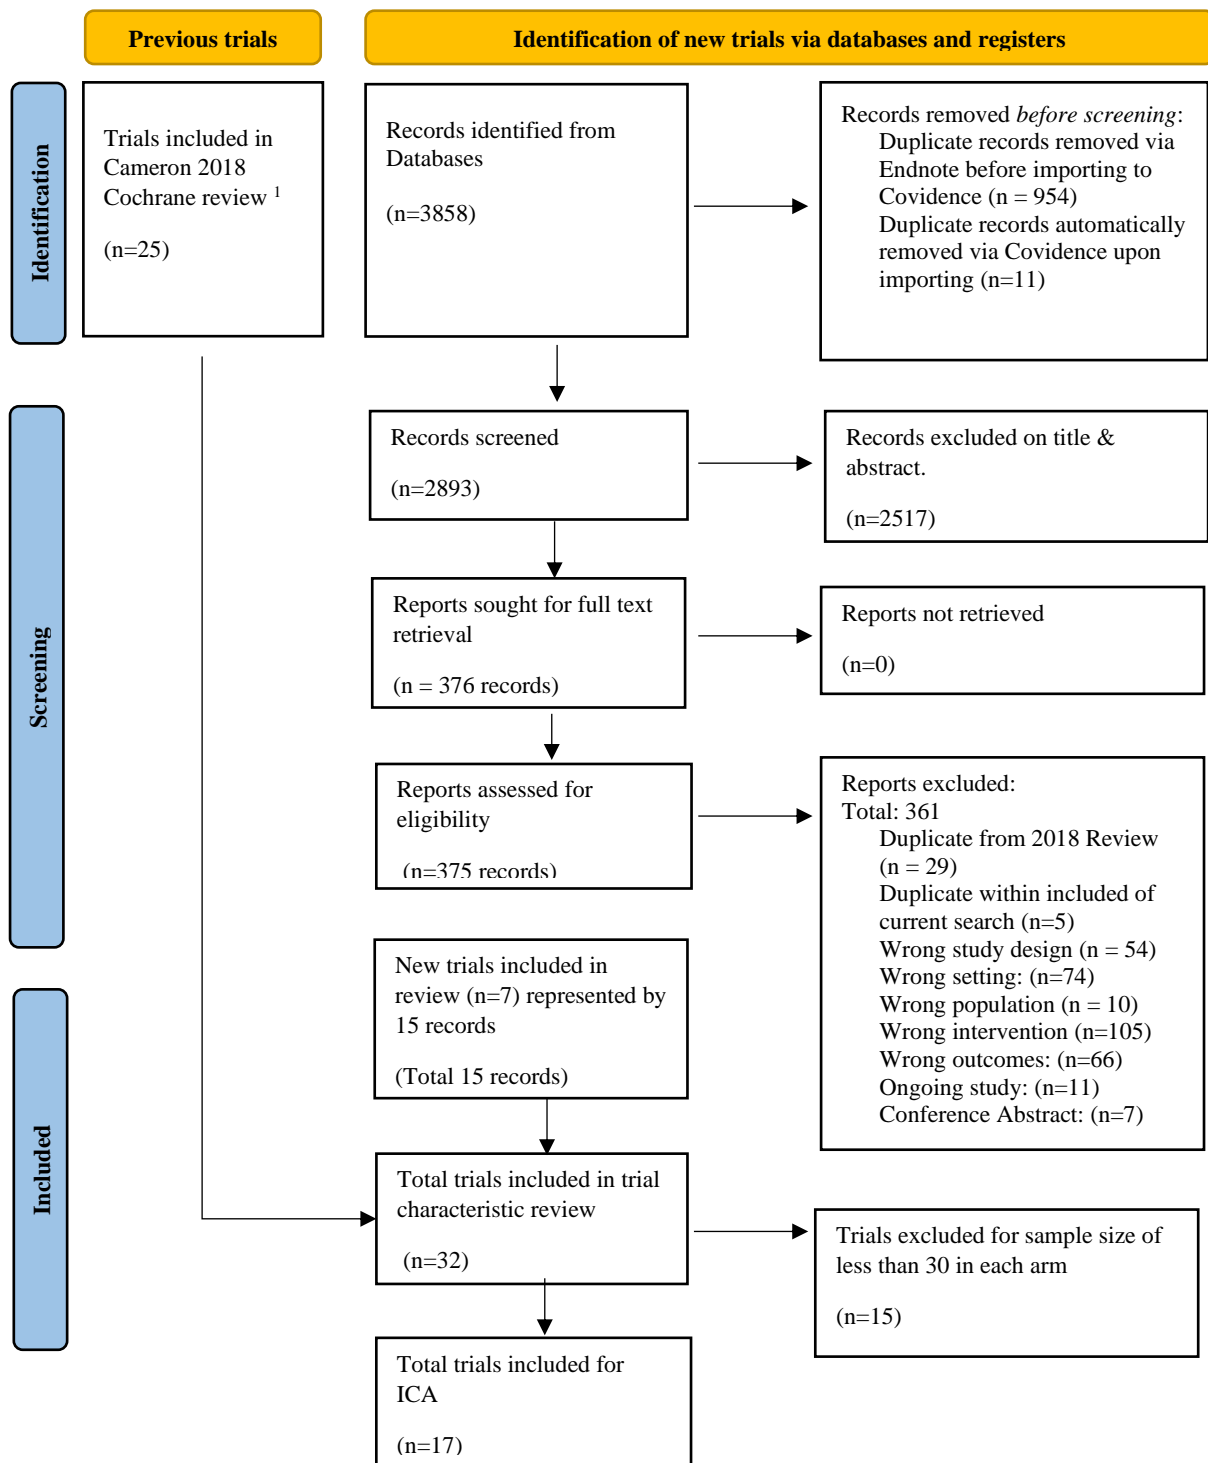 Previous trials
Identification of new trials via databases and registers
Identification
Trials included in
Cameron 2018
Cochrane review ¹
(n=25)
Records identified from
Databases
(n=3858)
Records removed before screening:
Duplicate records removed via
Endnote before importing to
Covidence (n = 954)
Duplicate records automatically
removed via Covidence upon
importing (n=11)
Screening
Records screened
(n=2893)
Records excluded on title &
abstract.
(n=2517)
Reports sought for full text
retrieval
(n = 376 records)
Reports not retrieved
(n=0)
Reports assessed for
eligibility
(n=375 records)
Reports excluded:
Total: 361
Duplicate from 2018 Review
(n = 29)
Duplicate within included of
current search (n=5)
Wrong study design (n = 54)
Wrong setting: (n=74)
Wrong population (n = 10)
Wrong intervention (n=105)
Wrong outcomes: (n=66)
Ongoing study: (n=11)
Conference Abstract: (n=7)
Included
New trials included in
review (n=7) represented by
15 records
(Total 15 records)
Total trials included in trial
characteristic review
(n=32)
Trials excluded for sample size of
less than 30 in each arm
(n=15)
Total trials included for
ICA
(n=17)